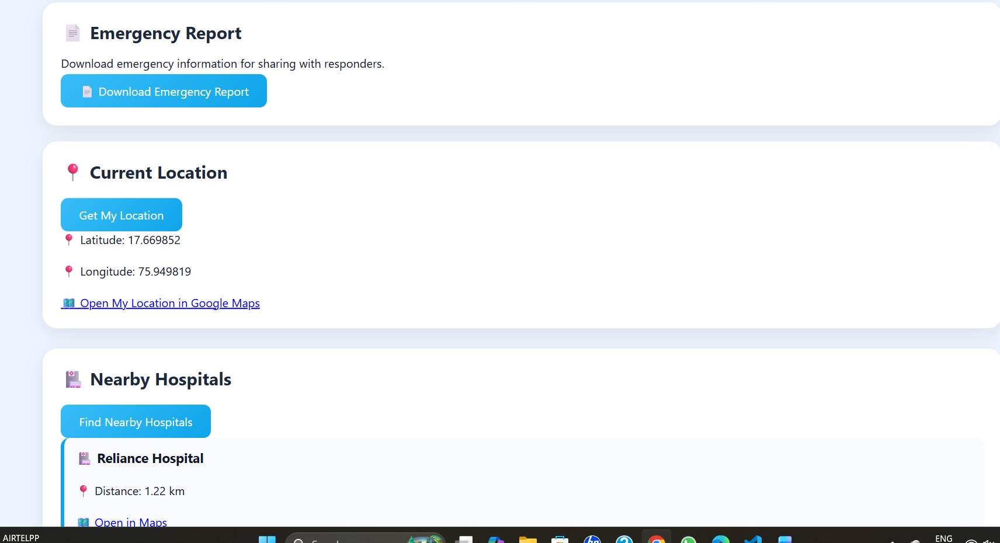 Emergency Report
Download emergency information for sharing with responders.
Download Emergency Report
Current Location
Get My Location
Latitude: 17.669852
Longitude: 75.949819
Open My Location in Google Maps
Nearby Hospitals
Find Nearby Hospitals
Reliance Hospital
Distance: 1.22 km
Open in Maps
AIRTELPP
ENG